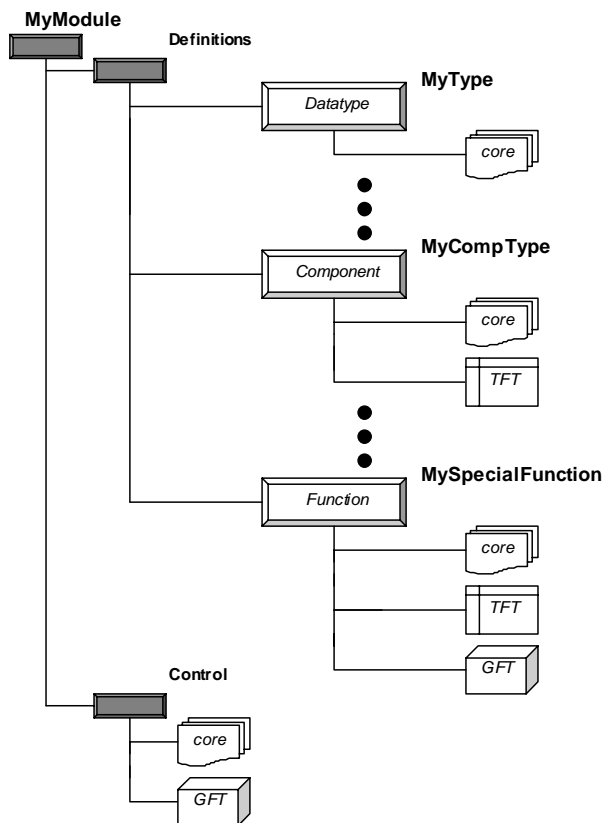 MyModule
Definitions
MyType
Datatype
core
MyCompType
Component
core
TFT
MySpecialFunction
Function
core
TFT
GFT
Control
core
GFT